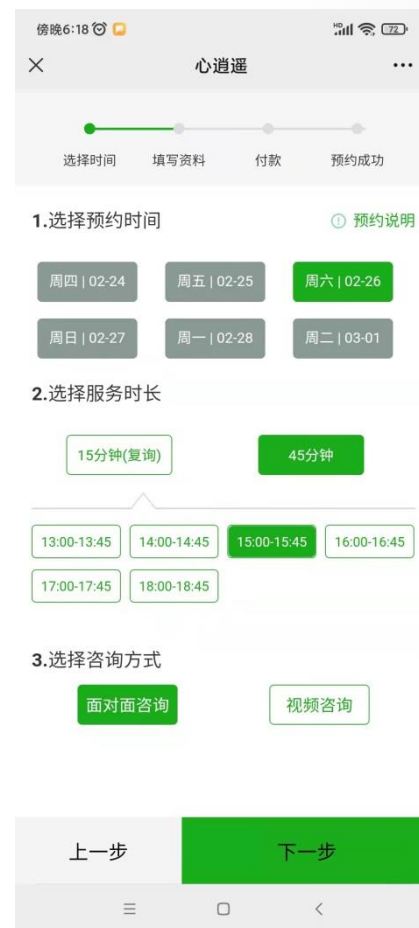 傍晚6:18 HD 72
心逍遥
选择时间 填写资料 付款 预约成功
1.选择预约时间 预约说明
周四 | 02-24 周五 | 02-25 周六 | 02-26
周日 | 02-27 周一 | 02-28 周二 | 03-01
2.选择服务时长
15分钟(复询) 45分钟
13:00-13:45 14:00-14:45 15:00-15:45 16:00-16:45
17:00-17:45 18:00-18:45
3.选择咨询方式
面对面咨询 视频咨询
上一步 下一步